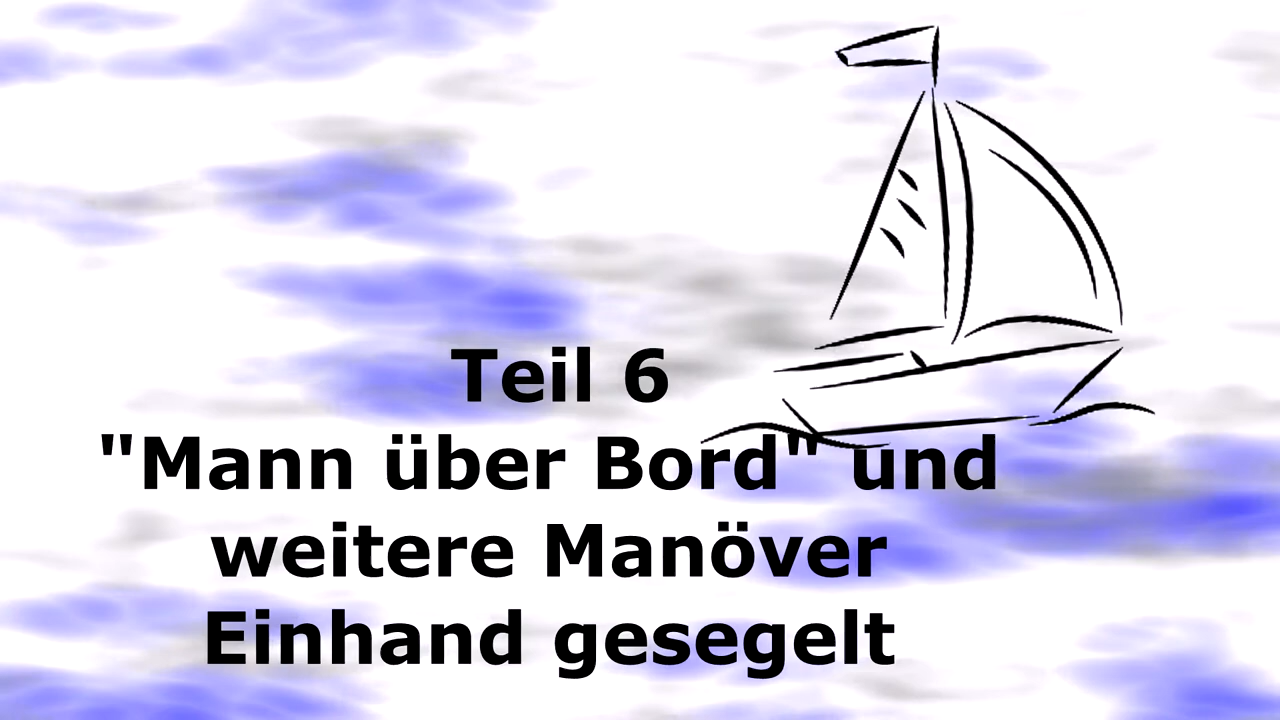 Teil 6
"Mann über Bord" und
weitere Manöver
Einhand gesegelt